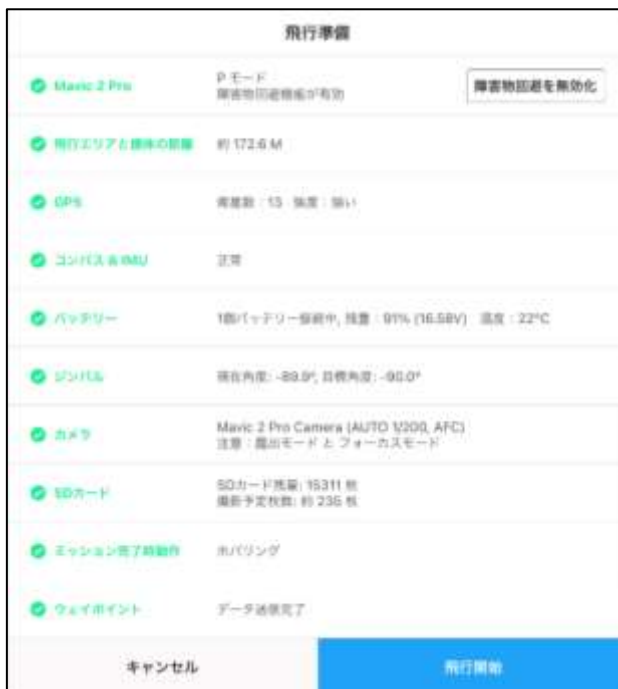 飛行準備
Mavic 2 Pro
Pモード
障害物回避機能が有効
障害物回避を無効化
飛行エリアと機体の距離
約 172.6 M
GPS
衛星数：13 強度：強い
コンパス & IMU
正常
バッテリー
1個バッテリー接続中, 残量：91% (16.58V) 温度：22°C
ジンバル
現在角度: -89.9°, 目標角度: -90.0°
カメラ
Mavic 2 Pro Camera (AUTO 1/200, AFC)
注意：露出モード と フォーカスモード
SDカード
SDカード残量: 15311 枚
撮影予定枚数: 約 235 枚
ミッション完了時動作
ホバリング
ウェイポイント
データ送信完了
キャンセル
飛行開始